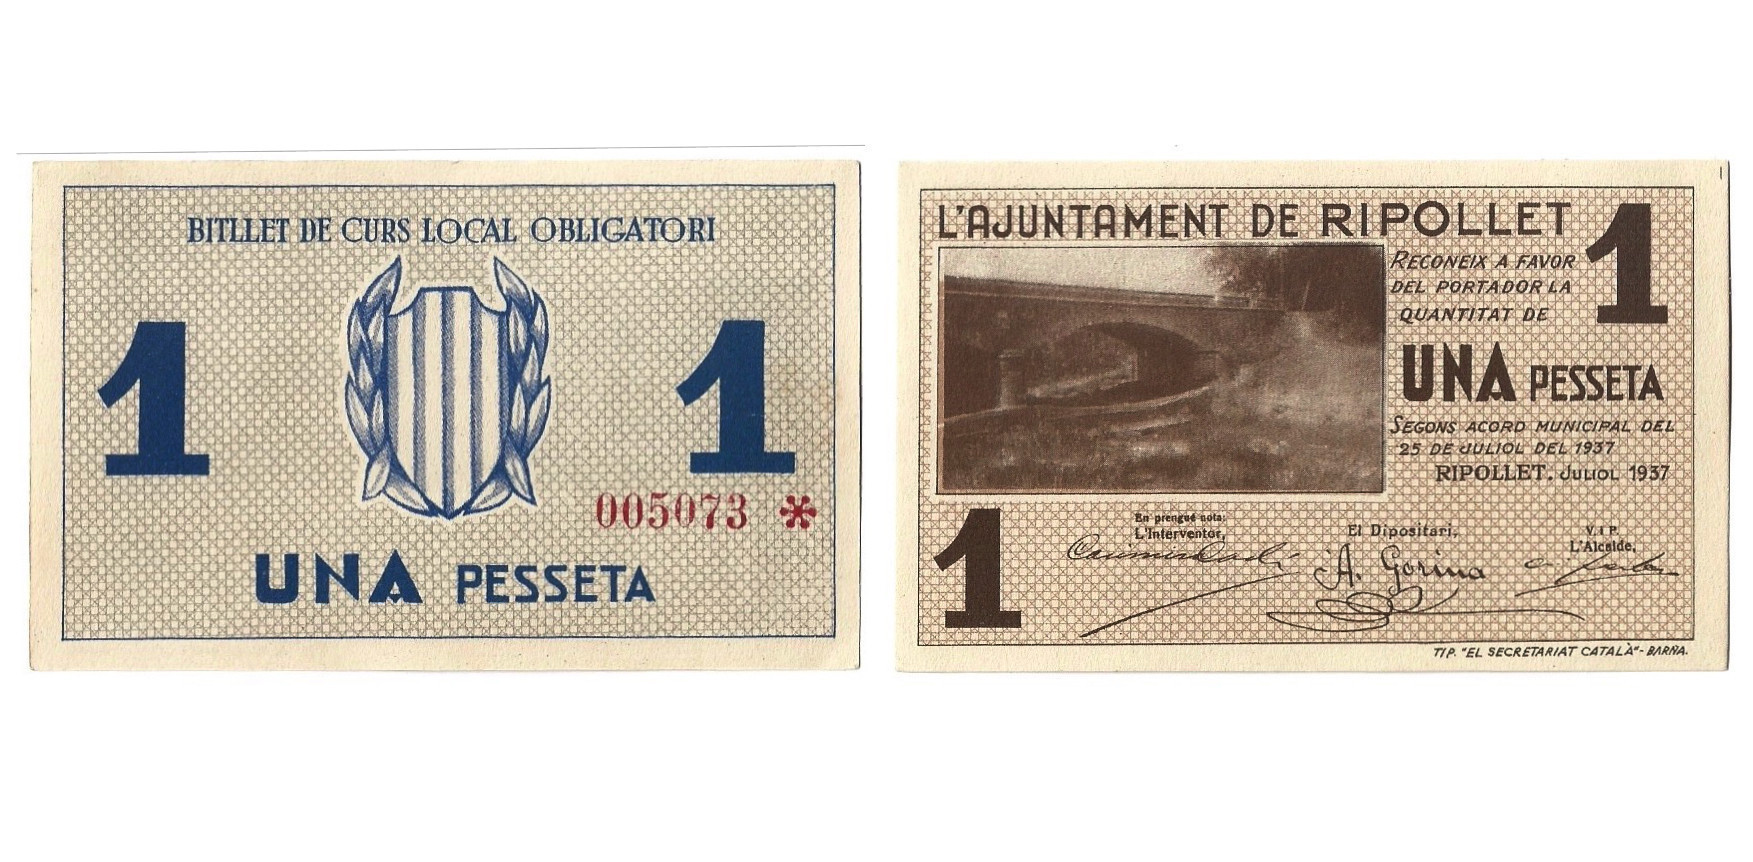 BITLLET DE CURS LOCAL OBLIGATORI
1
1
005073 *
UNA PESSETA
L'AJUNTAMENT DE RIPOLLET
1
RECONEIX A FAVOR
DEL PORTADOR LA
QUANTITAT DE
UNA PESSETA
SEGONS ACORD MUNICIPAL DEL
25 DE JULIOL DEL 1937
RIPOLLET. JULIOL 1937
1
En prengué nota:
L'Interventor,
El Dipositari,
A. Gorina
V. i P.
L'Alcalde,
TIP. "EL SECRETARIAT CATALÀ"-BARNA.